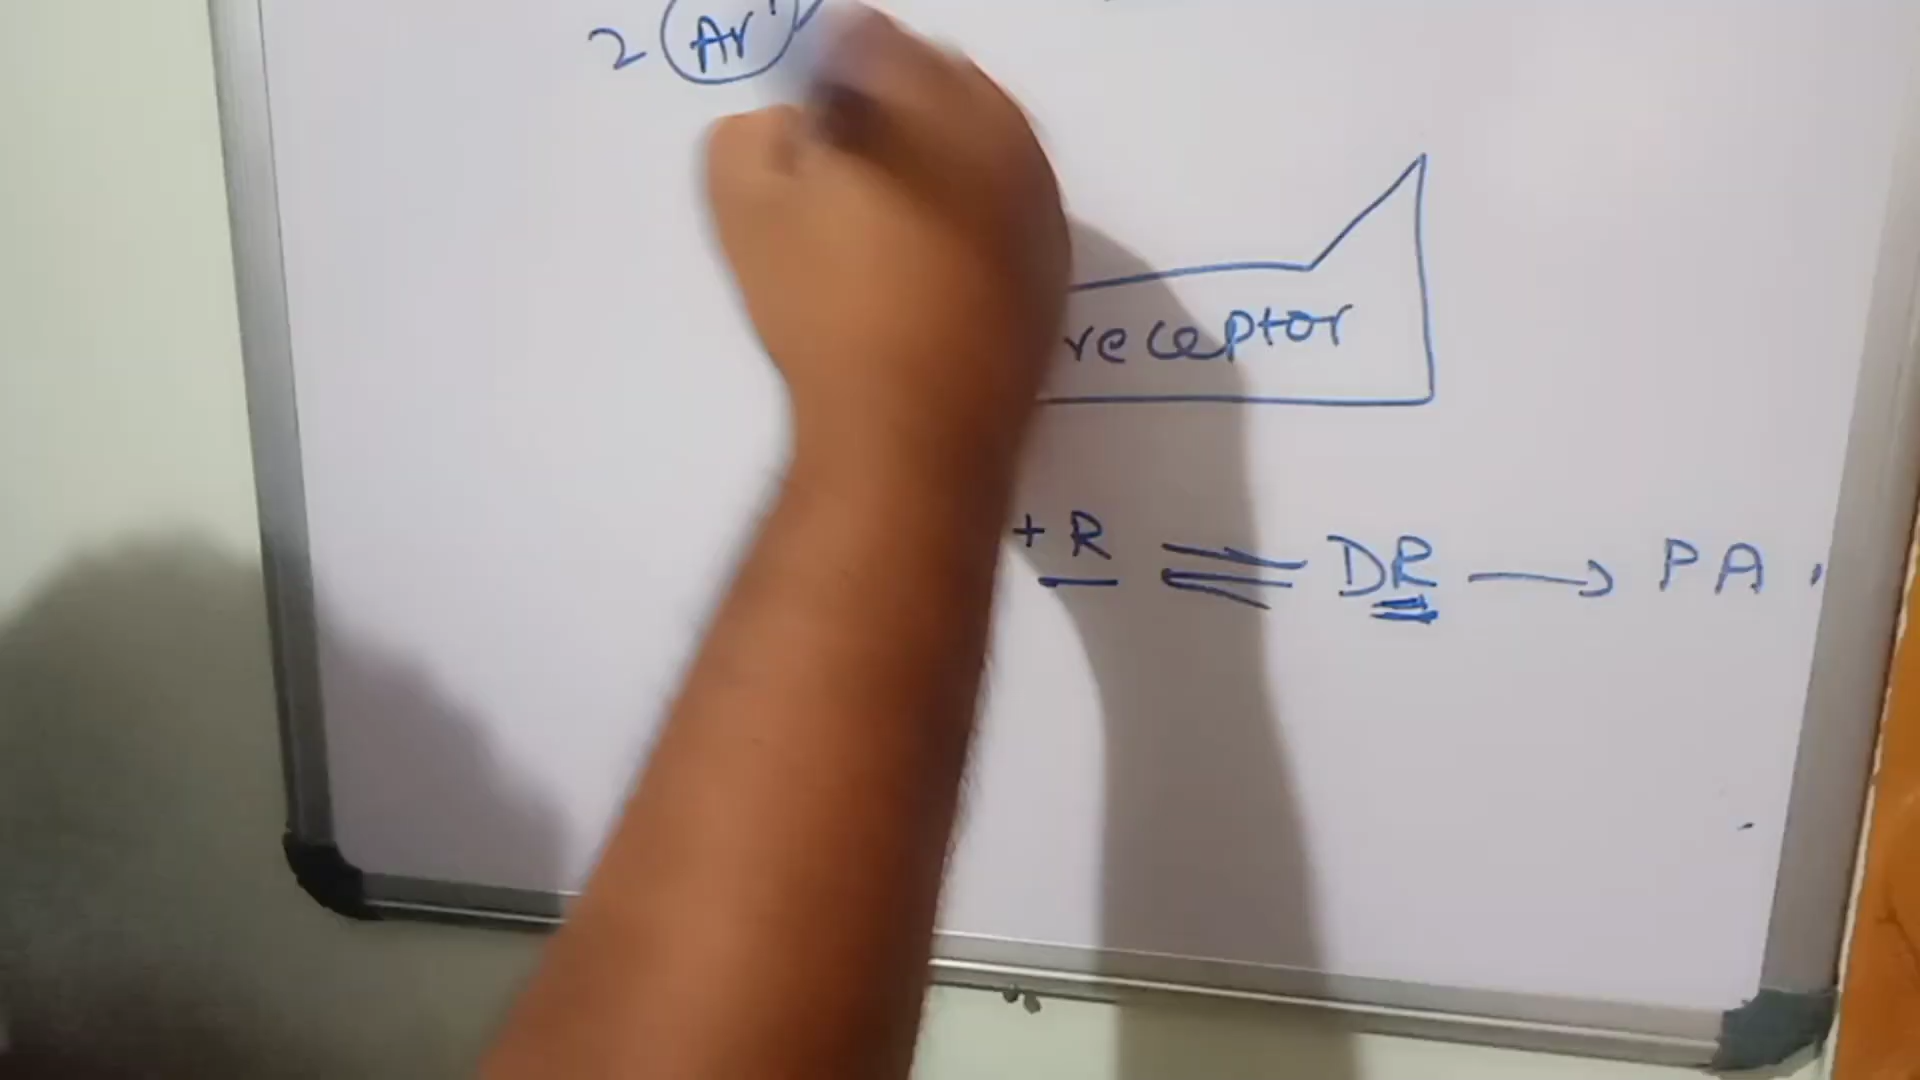 2 Ar'
receptor
+ R ⇌ DR → PA .